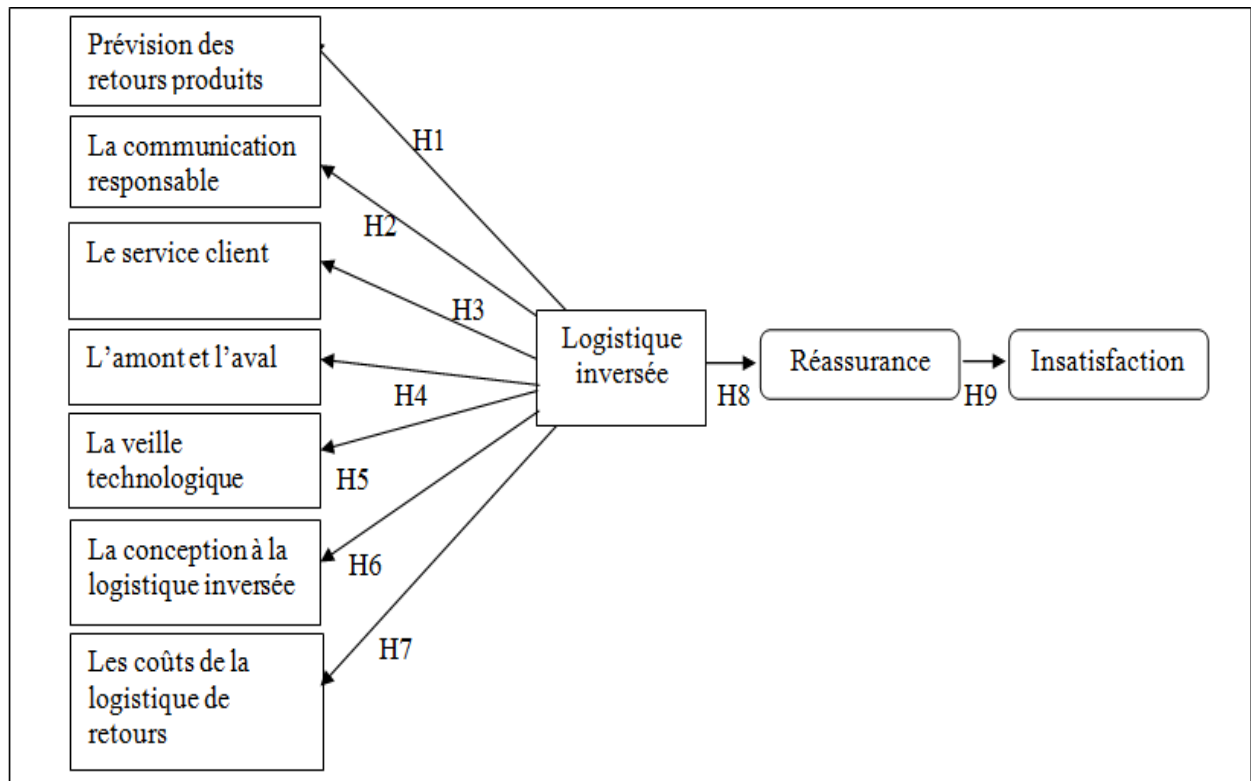 Prévision des
retours produits
H1
La communication
responsable
H2
Le service client
H3
L’amont et l’aval
H4
La veille
technologique
H5
La conception à la
logistique inversée
H6
Les coûts de la
logistique de
retours
H7
Logistique
inversée
H8
Réassurance
H9
Insatisfaction